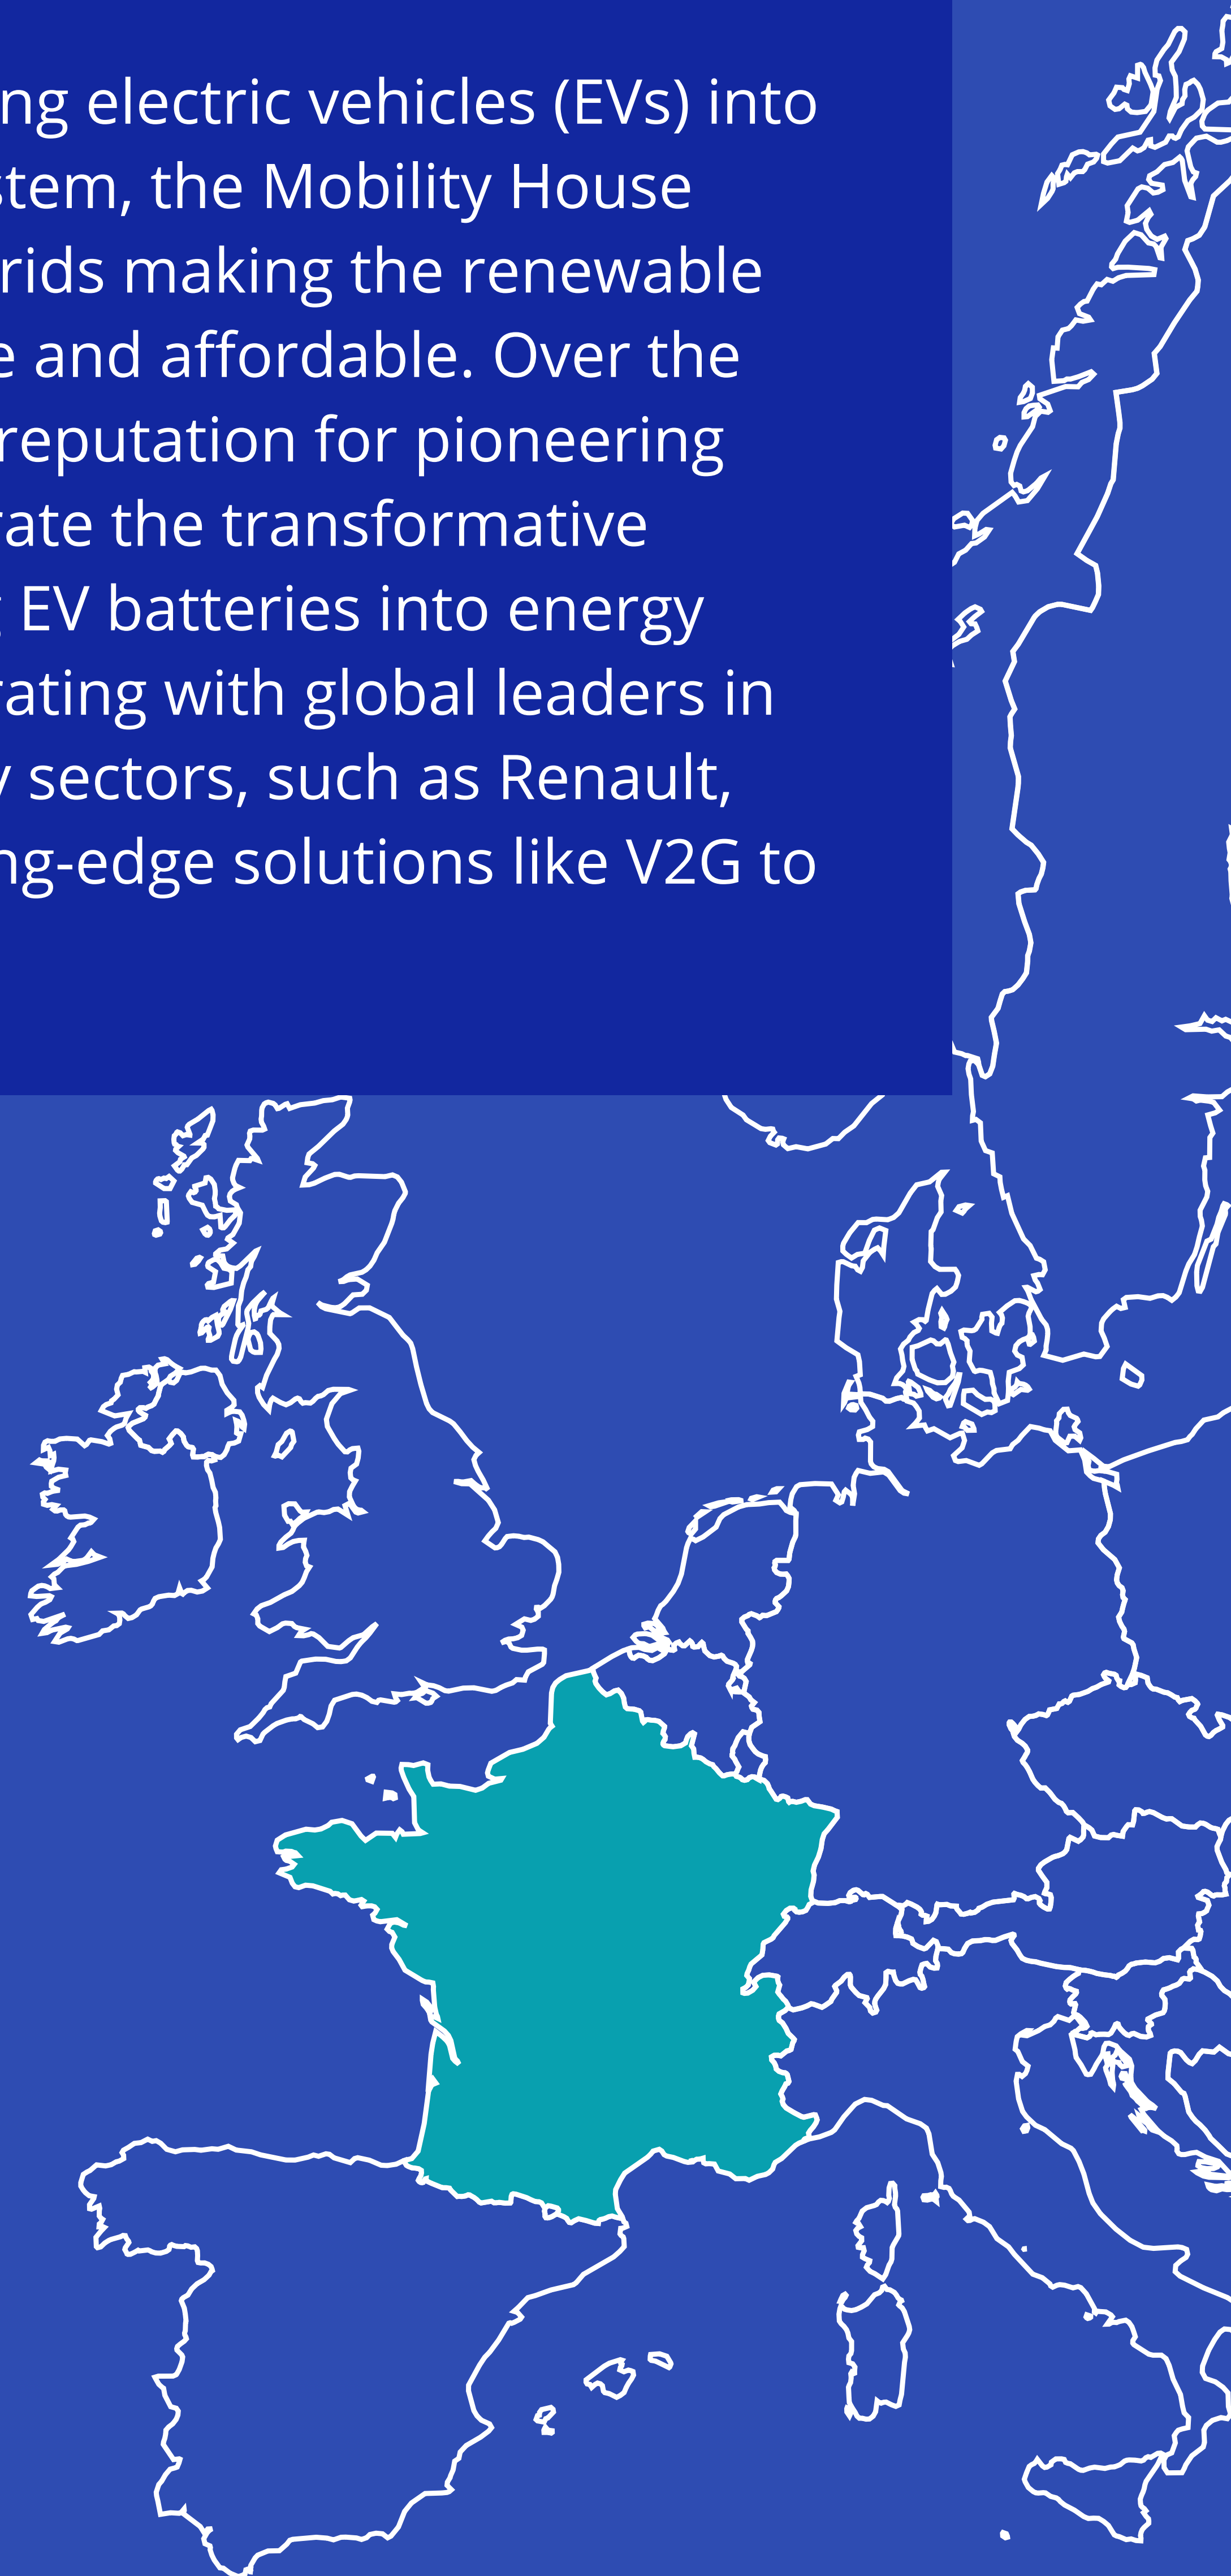 ng electric vehicles (EVs) into
stem, the Mobility House
rids making the renewable
e and affordable. Over the
reputation for pioneering
rate the transformative
g EV batteries into energy
rating with global leaders in
y sectors, such as Renault,
ng-edge solutions like V2G to